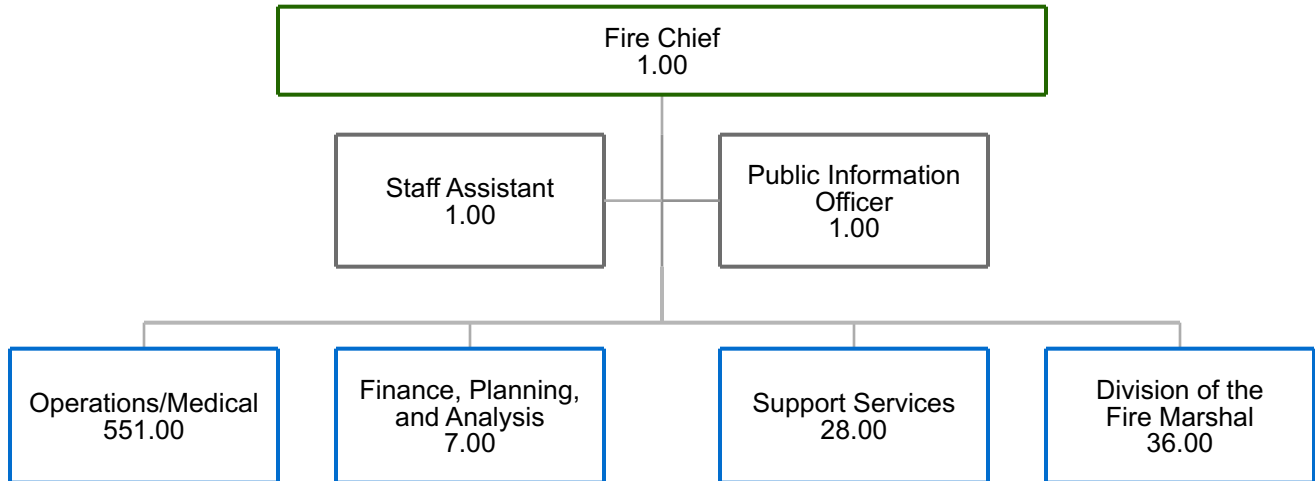 Fire Chief
1.00
Staff Assistant
1.00
Public Information
Officer
1.00
Operations/Medical
551.00
Finance, Planning,
and Analysis
7.00
Support Services
28.00
Division of the
Fire Marshal
36.00